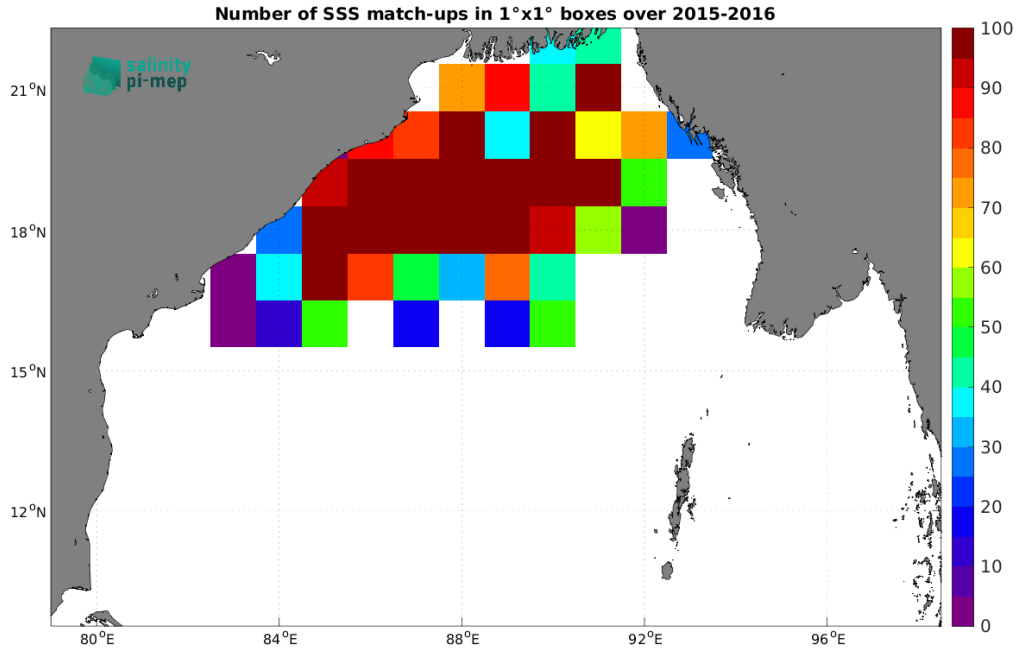 Number of SSS match-ups in 1°x1° boxes over 2015-2016
salinity
pi-mep
21°N
18°N
15°N
12°N
80°E
84°E
88°E
92°E
96°E
100
90
80
70
60
50
40
30
20
10
0